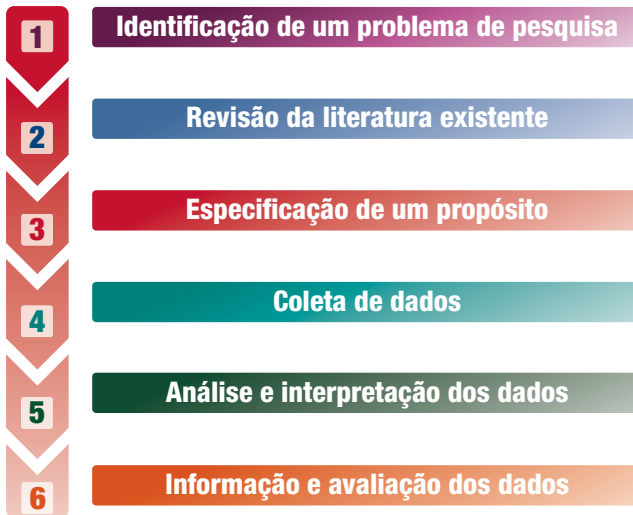 1
Identificação de um problema de pesquisa
2
Revisão da literatura existente
3
Especificação de um propósito
4
Coleta de dados
5
Análise e interpretação dos dados
6
Informação e avaliação dos dados